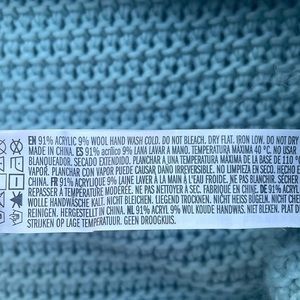 EN 91% ACRYLIC 9% WOOL HAND WASH COLD. DO NOT BLEACH. DRY FLAT. IRON LOW. DO NOT DRY
MADE IN CHINA. ES 91% acrílico 9% LANA LAVAR A MANO, TEMPERATURA MÁXIMA 40 °C. NO USAR
BLANQUEADOR. SECADO EXTENDIDO. PLANCHAR A UNA TEMPERATURA MÁXIMA DE LA BASE DE 110 °
VAPOR. PLANCHAR CON VAPOR PUEDE CAUSAR DAÑO IRREVERSIBLE. NO LIMPIEZA EN SECO. HECHO EN
CHINA. FR 91% ACRYLIQUE 9% LAINE LAVER À LA MAIN À L'EAU FROIDE. NE PAS BLANCHIR. SÉCHER
REPASSER À TEMPÉRATURE MODÉRÉE. NE PAS NETTOYER À SEC. FABRIQUÉ EN CHINE. DE 91% ACRYL
WOLLE HANDWÄSCHE KALT. NICHT BLEICHEN. LIEGEND TROCKNEN. NICHT HEISS BÜGELN. NICHT CHE
REINIGEN. HERGESTELLT IN CHINA. NL 91% ACRYL 9% WOL KOUDE HANDWAS. NIET BLEKEN. PLAT D
STRIJKEN OP LAGE TEMPERATUUR. GEEN DROOGKUIS.